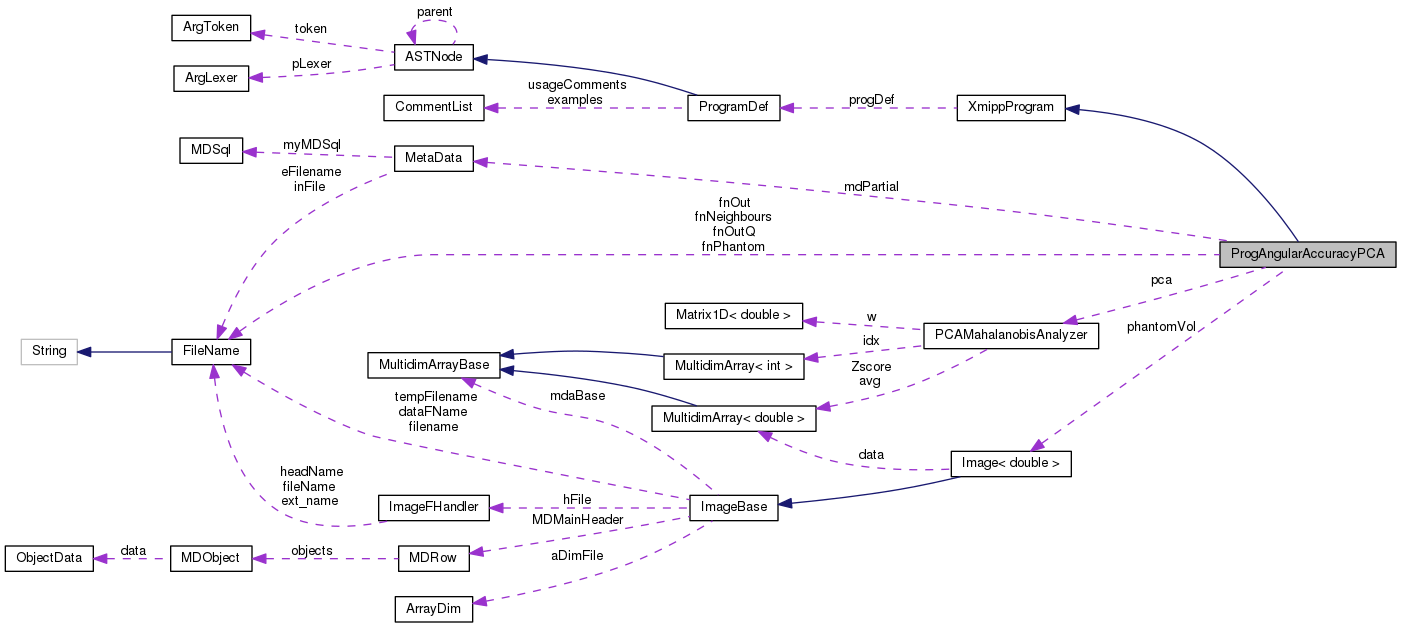 parent
ArgToken
token
ASTNode
pLexer
ArgLexer
usageComments
examples
CommentList
ProgramDef
progDef
XmippProgram
MDSql
myMDSql
MetaData
eFilename
inFile
mdPartial
fnOut
fnNeighbours
fnOutQ
fnPhantom
ProgAngularAccuracyPCA
pca
Matrix1D< double >
w
PCAMahalanobisAnalyzer
phantomVol
idx
String
FileName
MultidimArrayBase
MultidimArray< int >
Zscore
avg
tempFilename
dataFName
filename
mdaBase
MultidimArray< double >
data
Image< double >
headName
fileName
ext_name
ImageFHandler
hFile
ImageBase
MDMainHeader
ObjectData
data
MDObject
objects
MDRow
aDimFile
ArrayDim